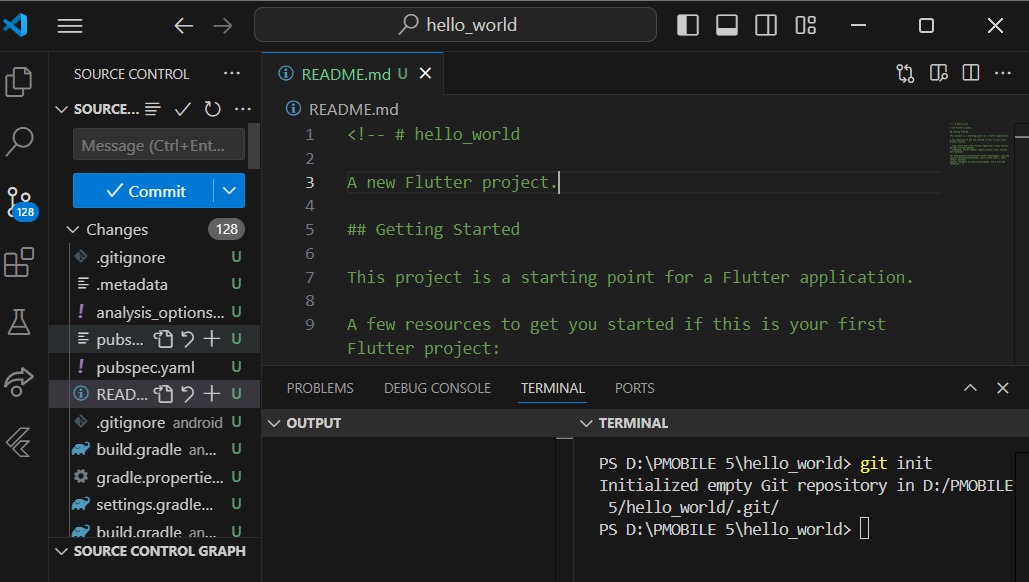 hello_world
SOURCE CONTROL
SOURCE...
Message (Ctrl+Ent...
Commit
Changes 128
128
.gitignore U
.metadata U
analysis_options... U
pubs... U
pubspec.yaml U
READ... U
.gitignore android U
build.gradle an... U
gradle.propertie... U
settings.gradle... U
build.gradle an... U
SOURCE CONTROL GRAPH
README.md U
README.md
1 <!-- # hello_world
2
3 A new Flutter project.
4
5 ## Getting Started
6
7 This project is a starting point for a Flutter application.
8
9 A few resources to get you started if this is your first
Flutter project:
PROBLEMS DEBUG CONSOLE TERMINAL PORTS
OUTPUT
TERMINAL
PS D:\PMOBILE 5\hello_world> git init
Initialized empty Git repository in D:/PMOBILE
5/hello_world/.git/
PS D:\PMOBILE 5\hello_world>